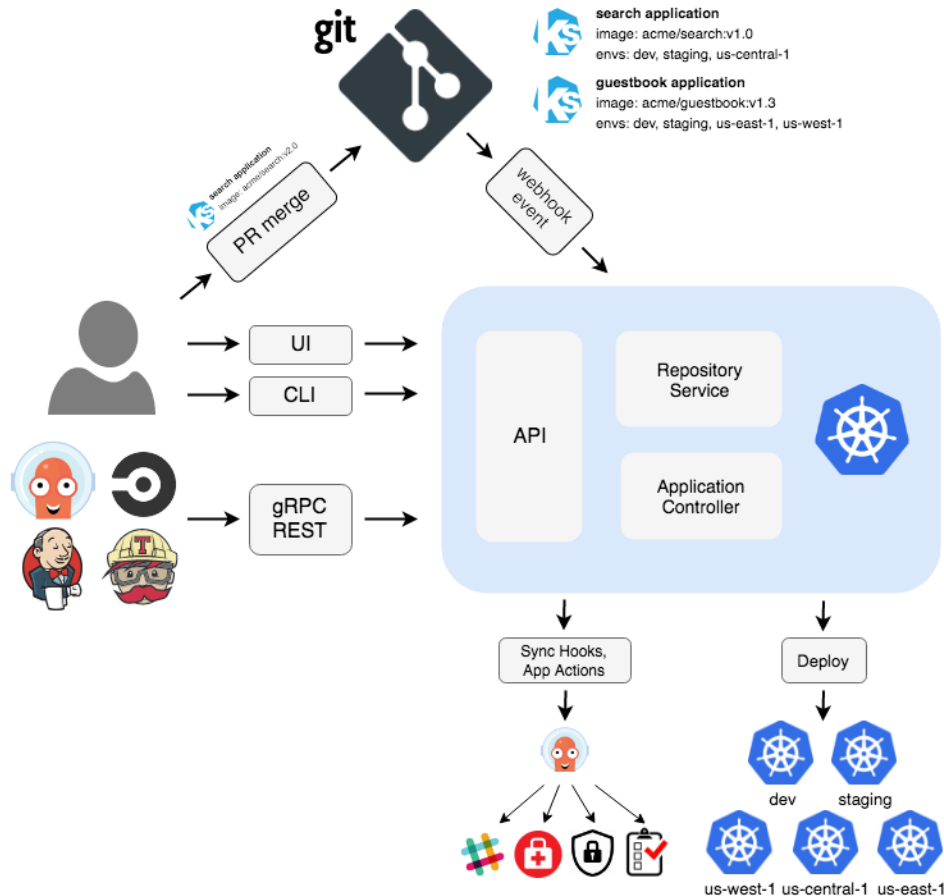 git
search application
image: acme/search:v1.0
envs: dev, staging, us-central-1
guestbook application
image: acme/guestbook:v1.3
envs: dev, staging, us-east-1, us-west-1
Ks
Ks
search application
image: acme/search:v2.0
Ks
PR merge
webhook
event
UI
CLI
gRPC
REST
T
API
Repository
Service
Application
Controller
Sync Hooks,
App Actions
Deploy
dev
staging
us-west-1
us-central-1
us-east-1